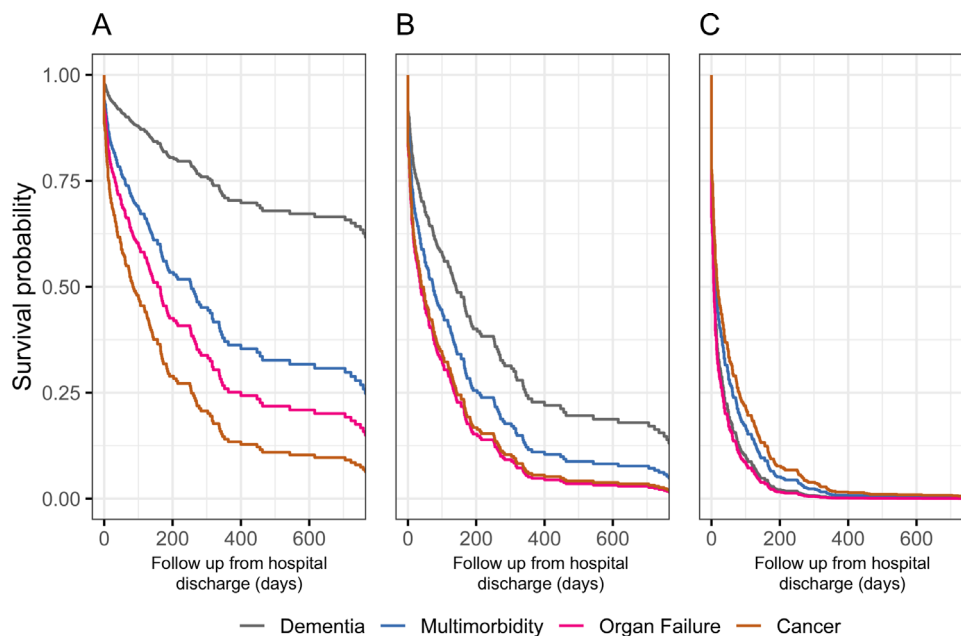 A B C
Survival probability
1.00
0.75
0.50
0.25
0.00
0 200 400 600 0 200 400 600 0 200 400 600
Follow up from hospital Follow up from hospital Follow up from hospital
discharge (days) discharge (days) discharge (days)
Dementia Multimorbidity Organ Failure Cancer